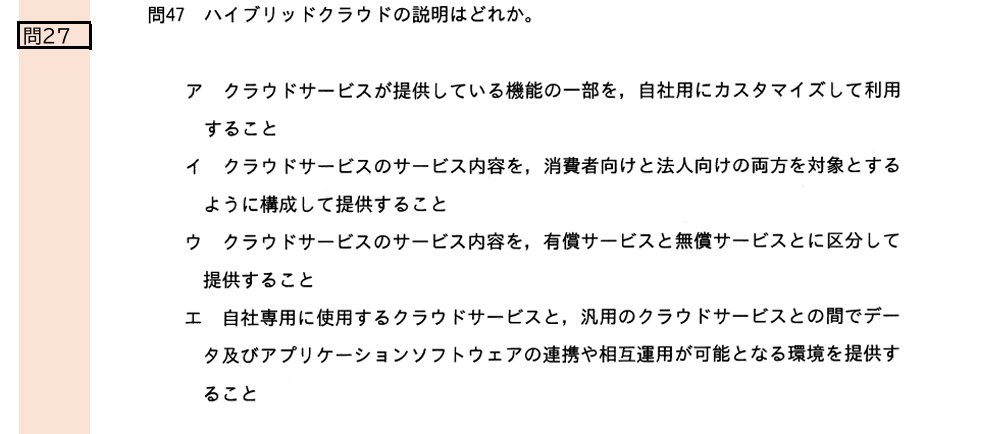 問47　ハイブリッドクラウドの説明はどれか。
問27
ア　クラウドサービスが提供している機能の一部を，自社用にカスタマイズして利用
すること
イ　クラウドサービスのサービス内容を，消費者向けと法人向けの両方を対象とする
ように構成して提供すること
ウ　クラウドサービスのサービス内容を，有償サービスと無償サービスとに区分して
提供すること
エ　自社専用に使用するクラウドサービスと，汎用のクラウドサービスとの間でデー
タ及びアプリケーションソフトウェアの連携や相互運用が可能となる環境を提供す
ること